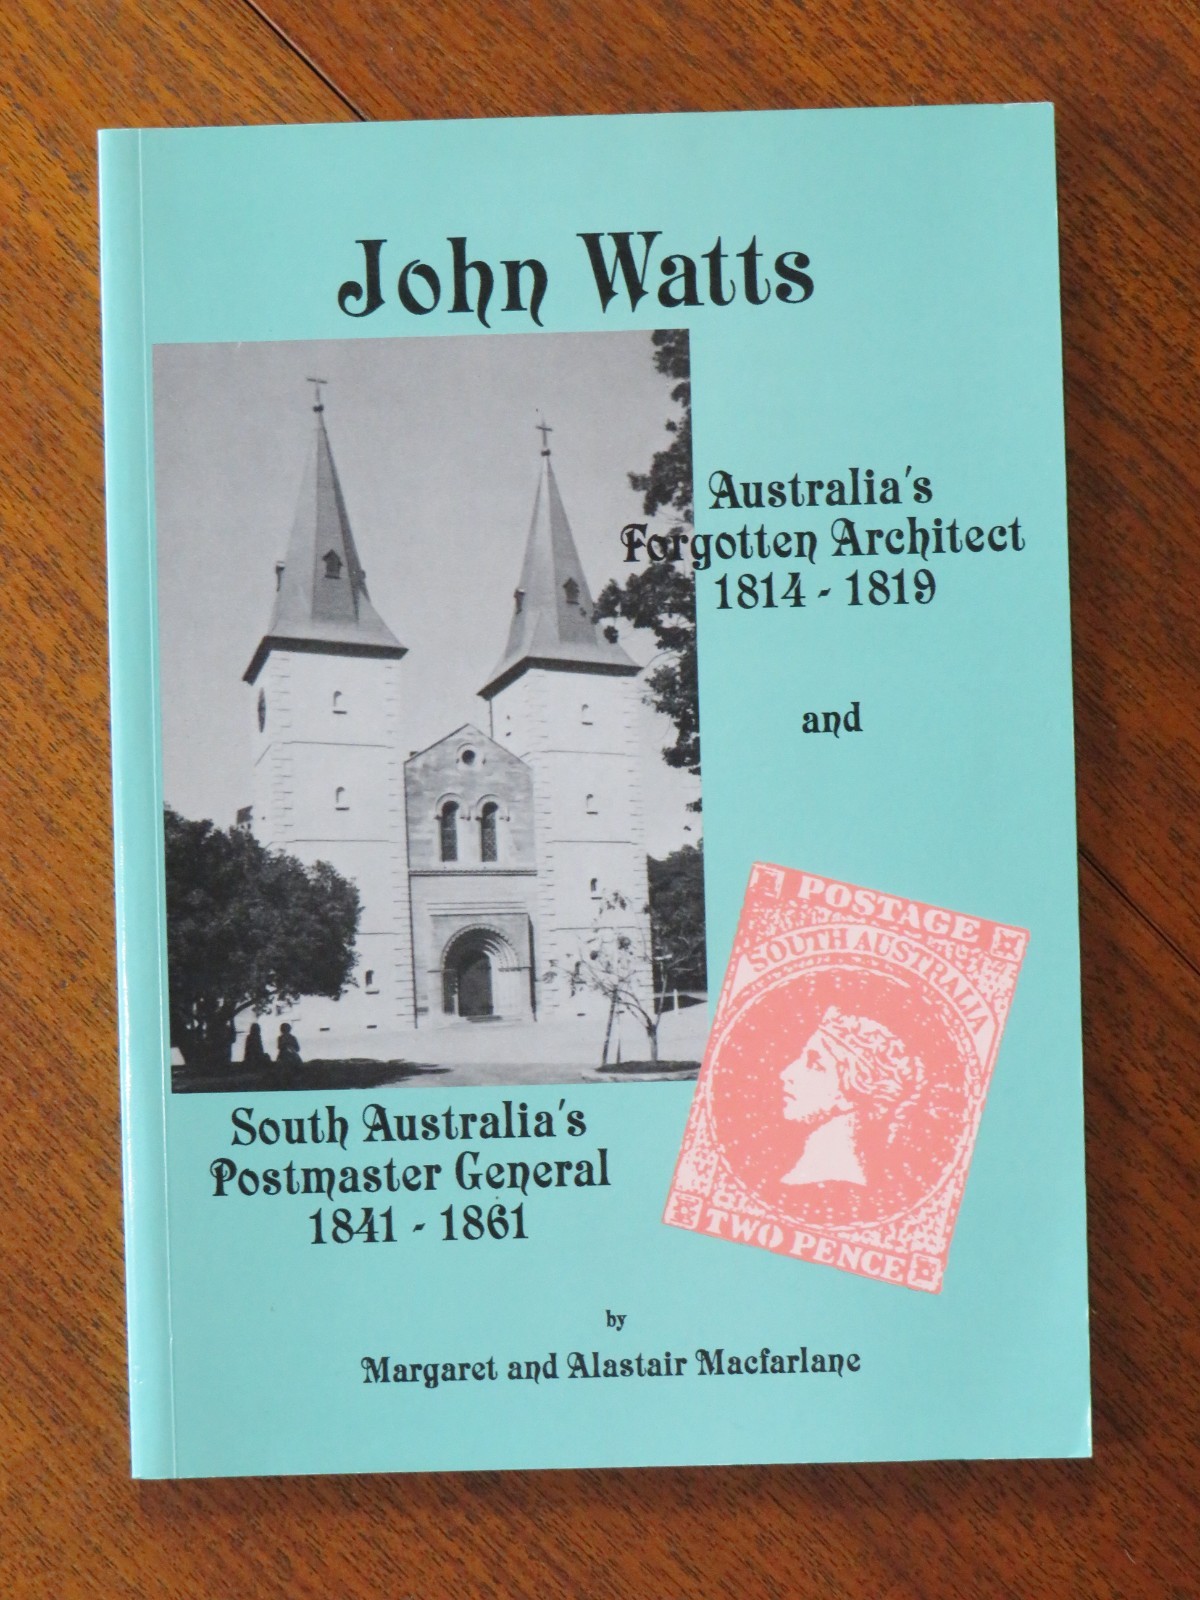 John Watts
Australia's
Forgotten Architect
1814 - 1819
and
POSTAGE
SOUTH AUSTRALIA
TWO PENCE
South Australia's
Postmaster General
1841 - 1861
by
Margaret and Alastair Macfarlane